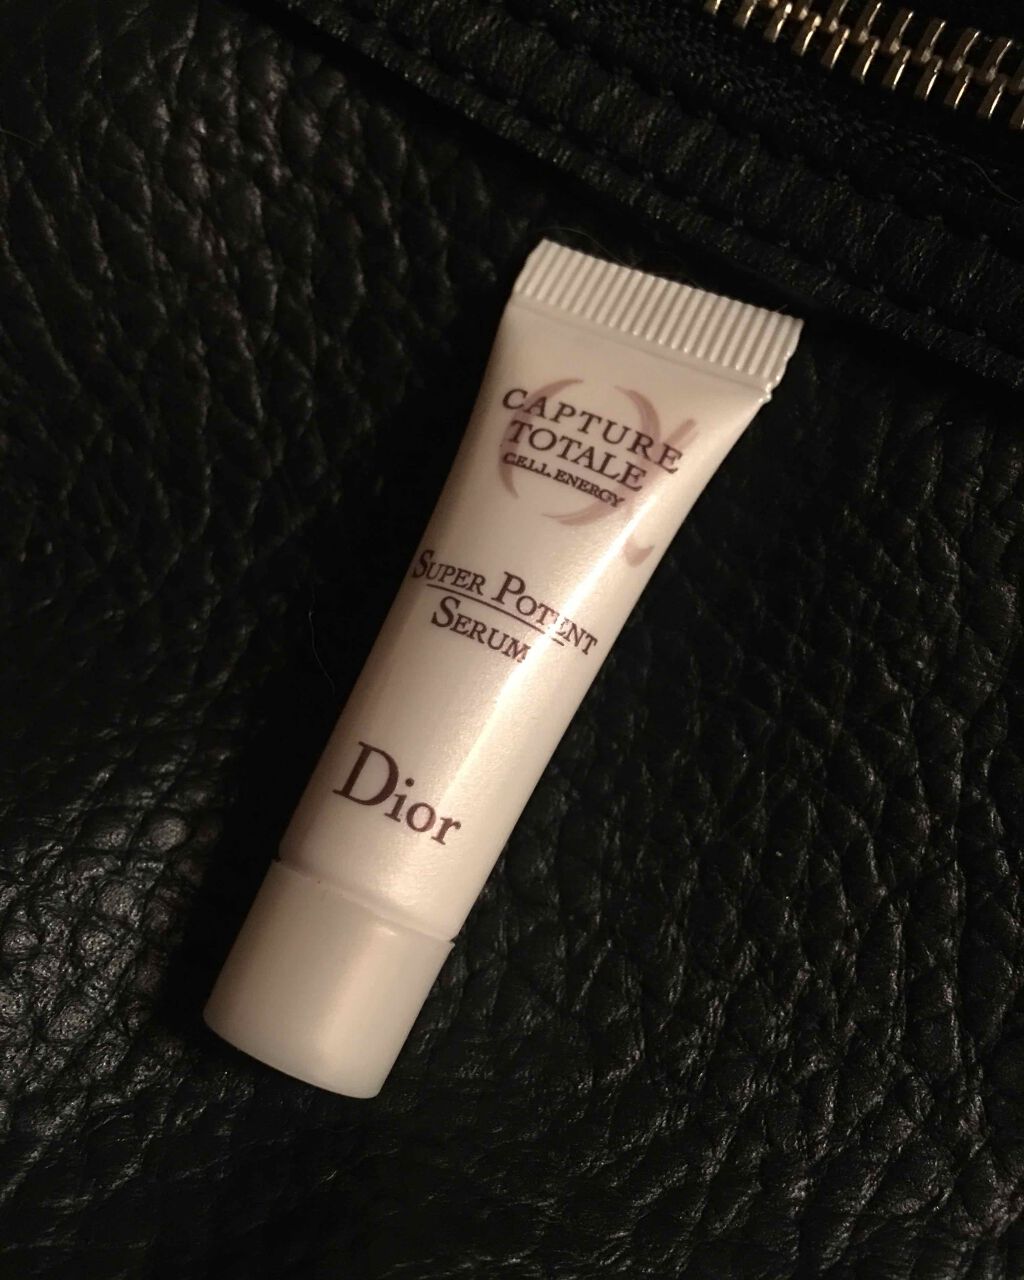 CAPTURE
TOTALE
CELL ENERGY
SUPER POTENT
SERUM
Dior